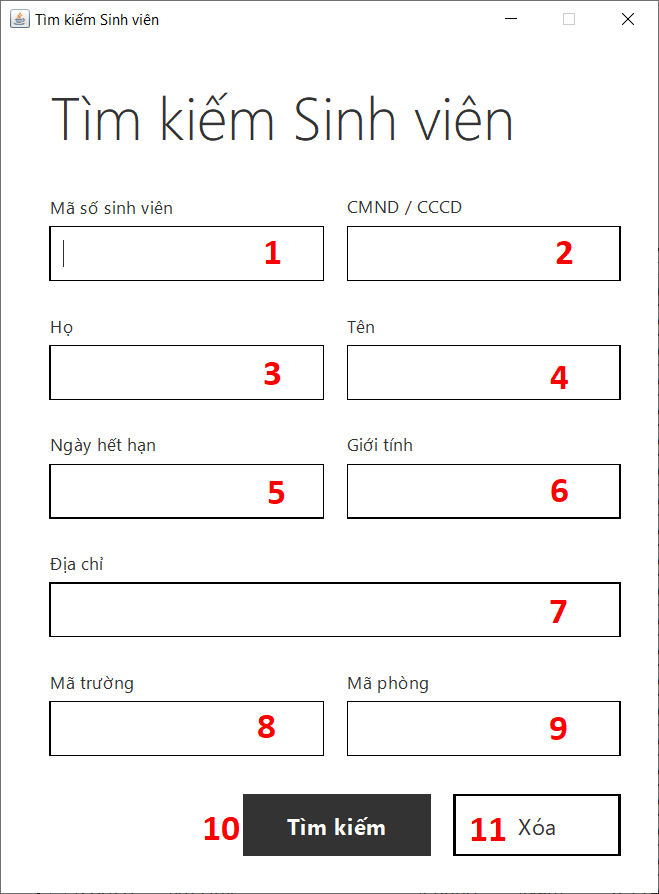 Tìm kiếm Sinh viên
Tìm kiếm Sinh viên
Mã số sinh viên CMND / CCCD
1 2
Họ Tên
3 4
Ngày hết hạn Giới tính
5 6
Địa chỉ
7
Mã trường Mã phòng
8 9
10 Tìm kiếm 11 Xóa